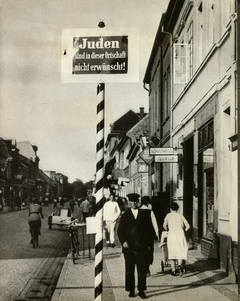 Juden
sind in dieser Ortschaft
nicht erwünscht!